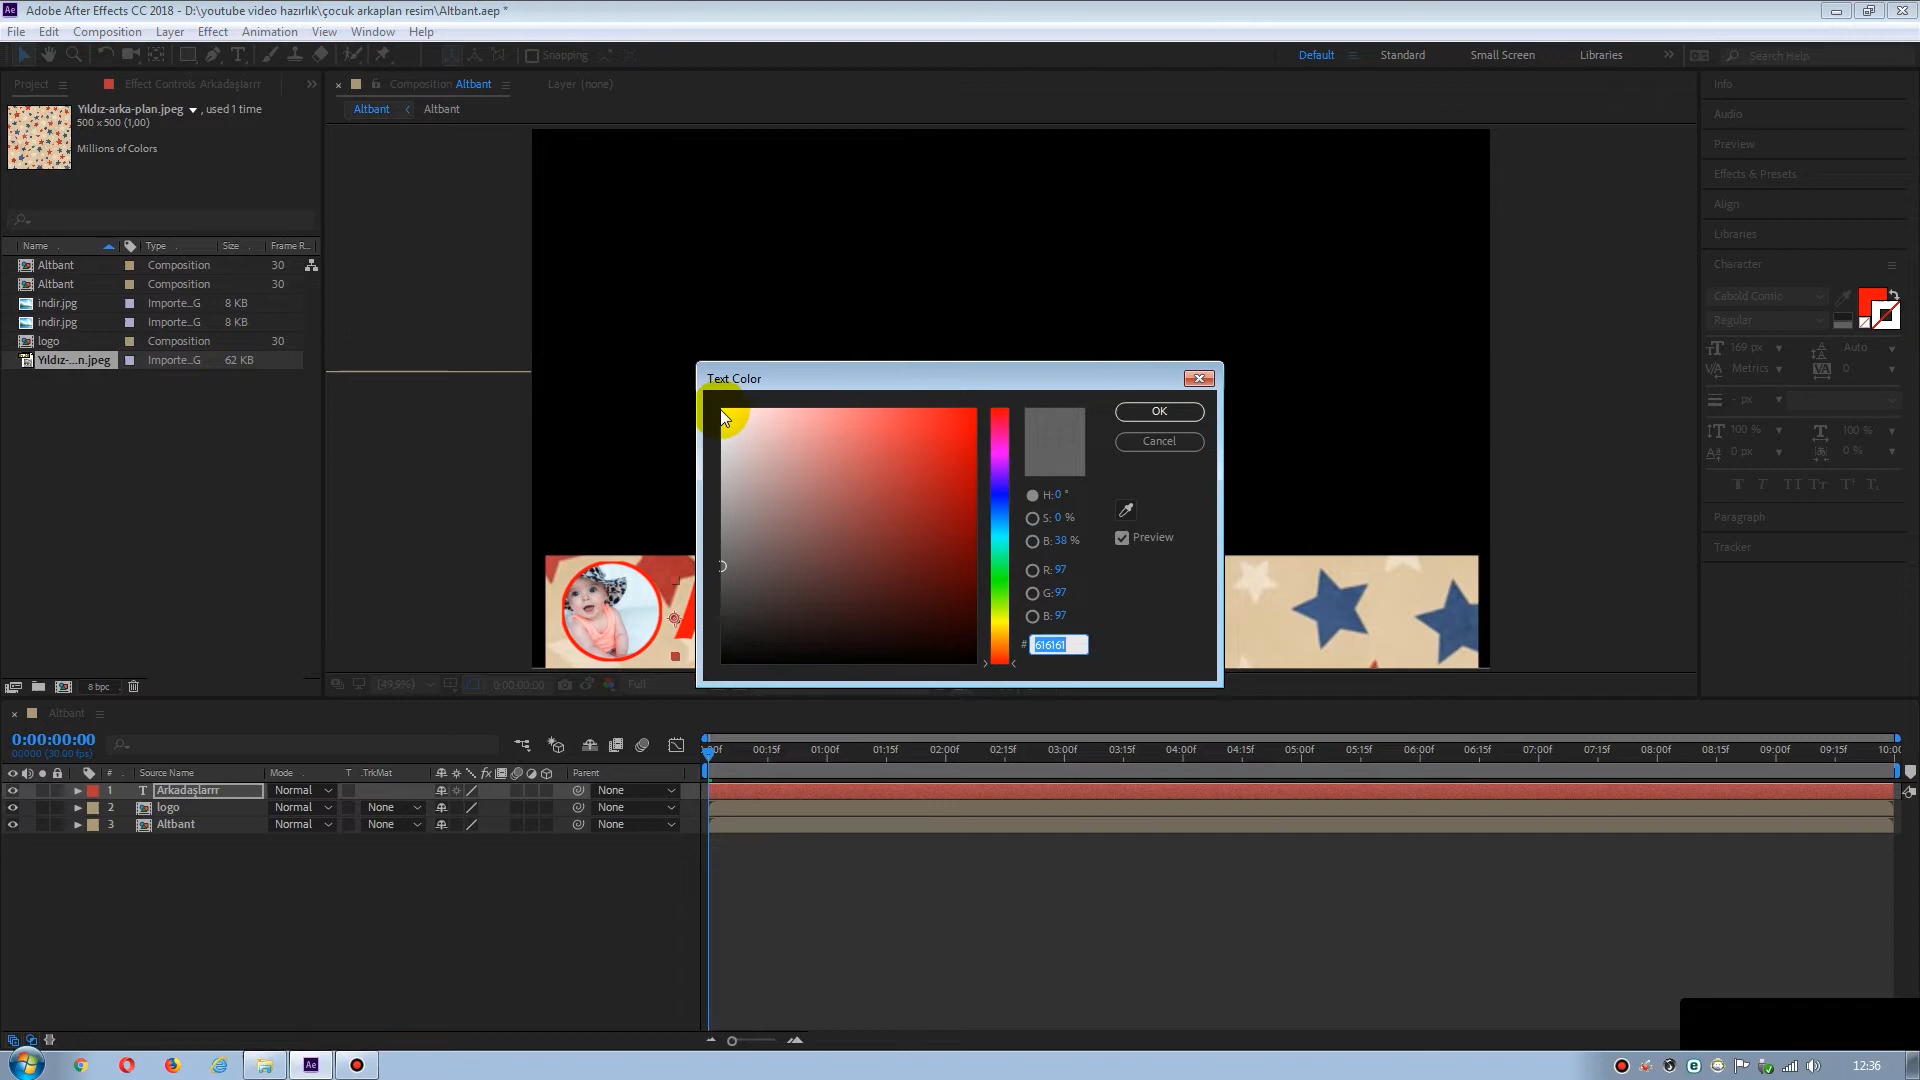 Adobe After Effects CC 2018 - D:\youtube video hazırlık\çocuk arkaplan resim\Altbant.aep *
File Edit Composition Layer Effect Animation View Window Help
Snapping Default Standard Small Screen Libraries Search Help
Project Effect Controls Arkadaşlarrr
Composition Altbant Layer (none)
Altbant Altbant
Yıldız-arka-plan.jpeg , used 1 time
500 x 500 (1,00)
Millions of Colors
Name Type Size Frame R...
Altbant Composition 30
Altbant Composition 30
indir.jpg Importe...G 8 KB
indir.jpg Importe...G 8 KB
logo Composition 30
Yıldız-...n.jpeg Importe...G 62 KB
8 bpc
Text Color
OK
Cancel
H: 0 °
S: 0 %
B: 38 %
Preview
R: 97
G: 97
B: 97
# 616161
(49,9%) 0:00:00:00 Full
Info
Audio
Preview
Effects & Presets
Align
Libraries
Character
Cabold Comic
Regular
169 px Auto
Metrics 0
- px
100 % 100 %
0 px 0 %
Paragraph
Tracker
Altbant
0:00:00:00
00000 (30.00 fps)
# Source Name Mode T .TrkMat Parent
1 T Arkadaşlarrr Normal None
2 logo Normal None None
3 Altbant Normal None None
00:15f 01:00f 01:15f 02:00f 02:15f 03:00f 03:15f 04:00f 04:15f 05:00f 05:15f 06:00f 06:15f 07:00f 07:15f 08:00f 08:15f 09:00f 09:15f 10:00
12:36